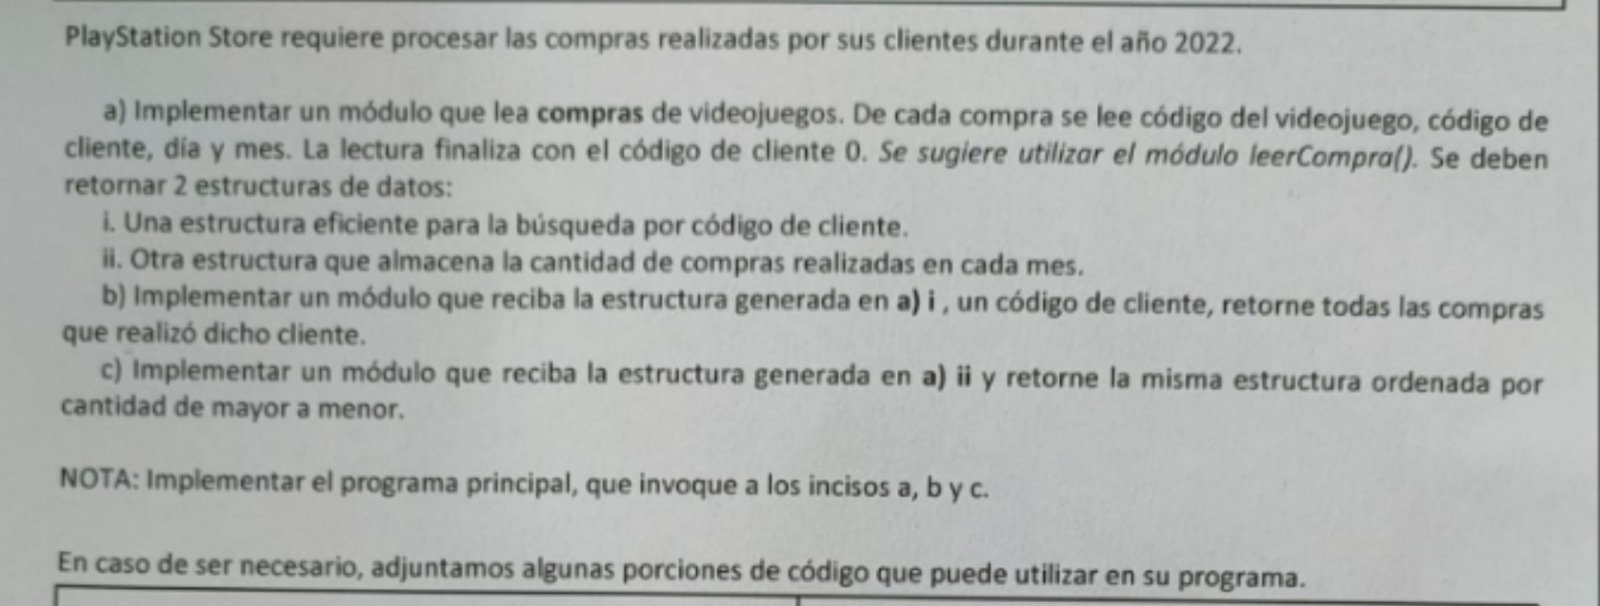 PlayStation Store requiere procesar las compras realizadas por sus clientes durante el año 2022.
a) Implementar un módulo que lea compras de videojuegos. De cada compra se lee código del videojuego, código de
cliente, día y mes. La lectura finaliza con el código de cliente 0. Se sugiere utilizar el módulo leerCompra(). Se deben
retornar 2 estructuras de datos:
i. Una estructura eficiente para la búsqueda por código de cliente.
ii. Otra estructura que almacena la cantidad de compras realizadas en cada mes.
b) Implementar un módulo que reciba la estructura generada en a) i , un código de cliente, retorne todas las compras
que realizó dicho cliente.
c) Implementar un módulo que reciba la estructura generada en a) ii y retorne la misma estructura ordenada por
cantidad de mayor a menor.
NOTA: Implementar el programa principal, que invoque a los incisos a, b y c.
En caso de ser necesario, adjuntamos algunas porciones de código que puede utilizar en su programa.